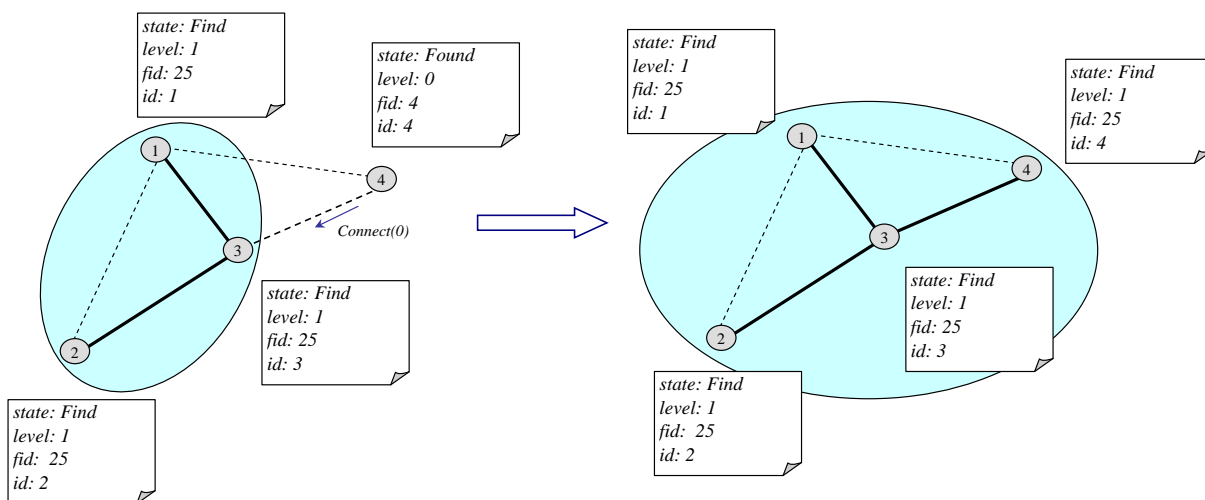 state: Find
level: 1
fid: 25
id: 1
state: Found
level: 0
fid: 4
id: 4
1
4
Connect(0)
3
2
state: Find
level: 1
fid: 25
id: 3
state: Find
level: 1
fid: 25
id: 2
state: Find
level: 1
fid: 25
id: 1
state: Find
level: 1
fid: 25
id: 4
1
4
3
2
state: Find
level: 1
fid: 25
id: 3
state: Find
level: 1
fid: 25
id: 2